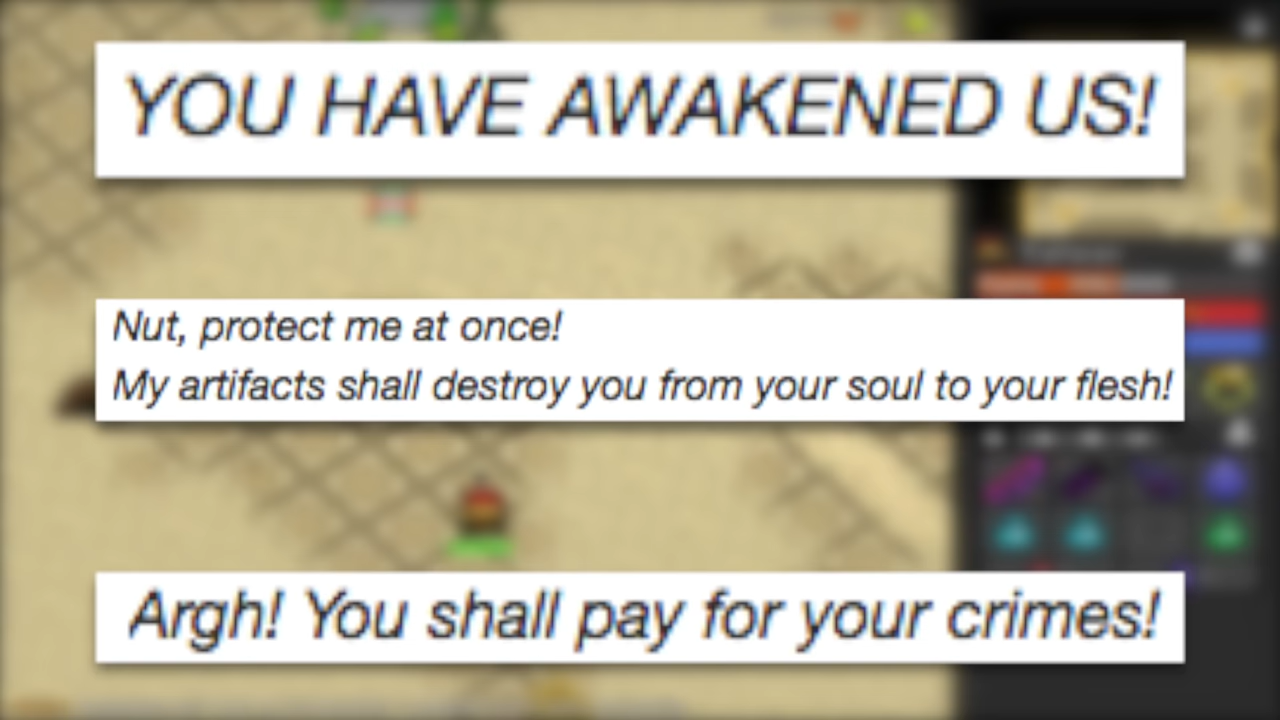 YOU HAVE AWAKENED US!
Nut, protect me at once!
My artifacts shall destroy you from your soul to your flesh!
Argh! You shall pay for your crimes!